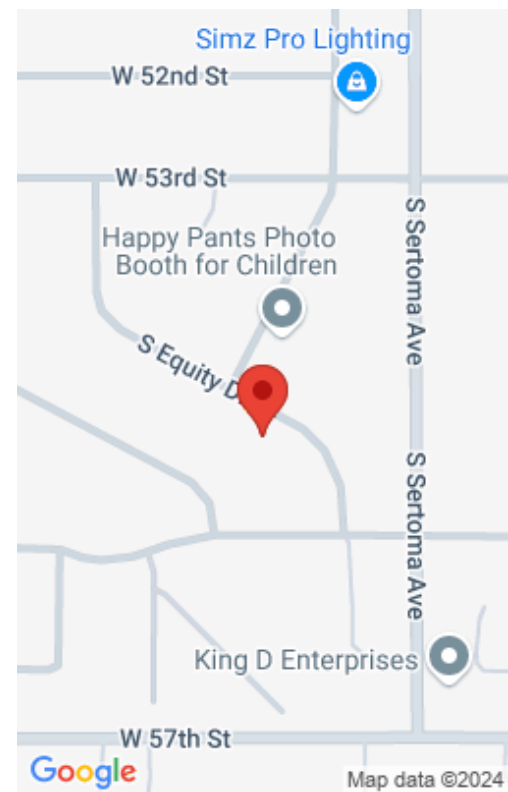 Simz Pro Lighting
W 52nd St
W 53rd St
S Sertoma Ave
Happy Pants Photo
Booth for Children
S Equity D
S Sertoma Ave
King D Enterprises
W 57th St
Google
Map data ©2024